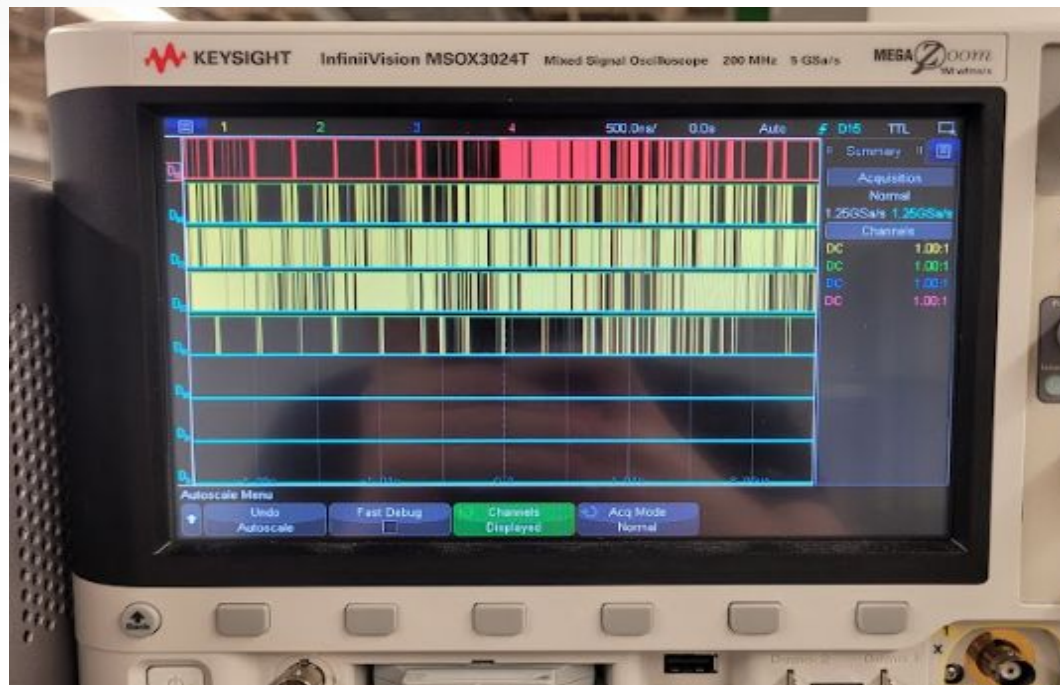 KEYSIGHT InfiniiVision MSOX3024T Mixed Signal Oscilloscope 200 MHz 5 GSa/s MEGA Zoom
1 2 3 4 500.0ns/ 0.0s Auto D15 TTL
Summary
Acquisition
Normal
1.25GSa/s 1.25GSa/s
Channels
DC 1.00:1
DC 1.00:1
DC 1.00:1
DC 1.00:1
Autoscale Menu
Undo Autoscale
Fast Debug
Channels Displayed
Acq Mode Normal
Back
X